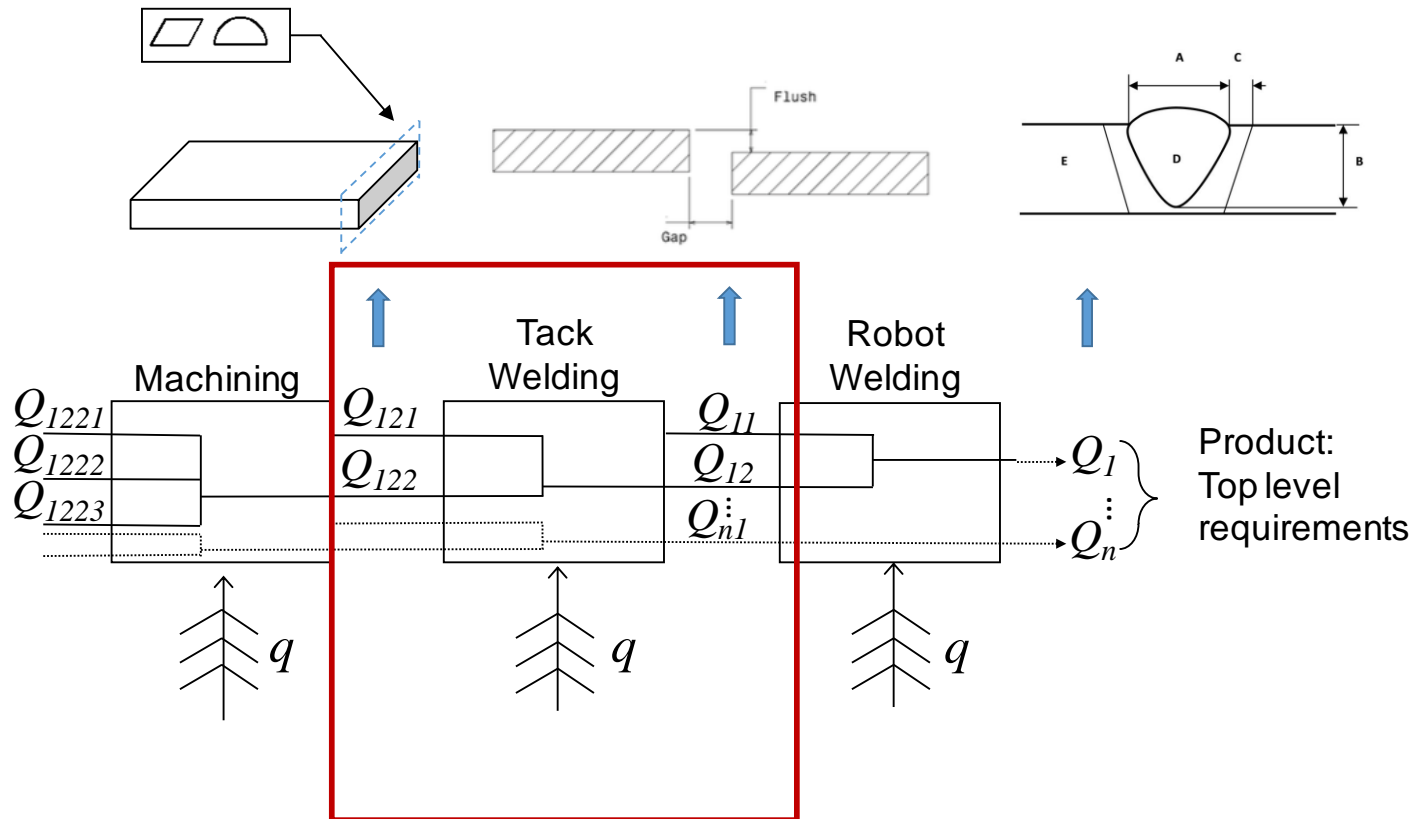 A
C
Flush
E
D
B
Gap
Tack
Welding
Robot
Welding
Machining
Q1221
Q1222
Q1223
Q121
Q122
Q11
Q12
Qn1
Q1
Qn
Product:
Top level
requirements
q
q
q